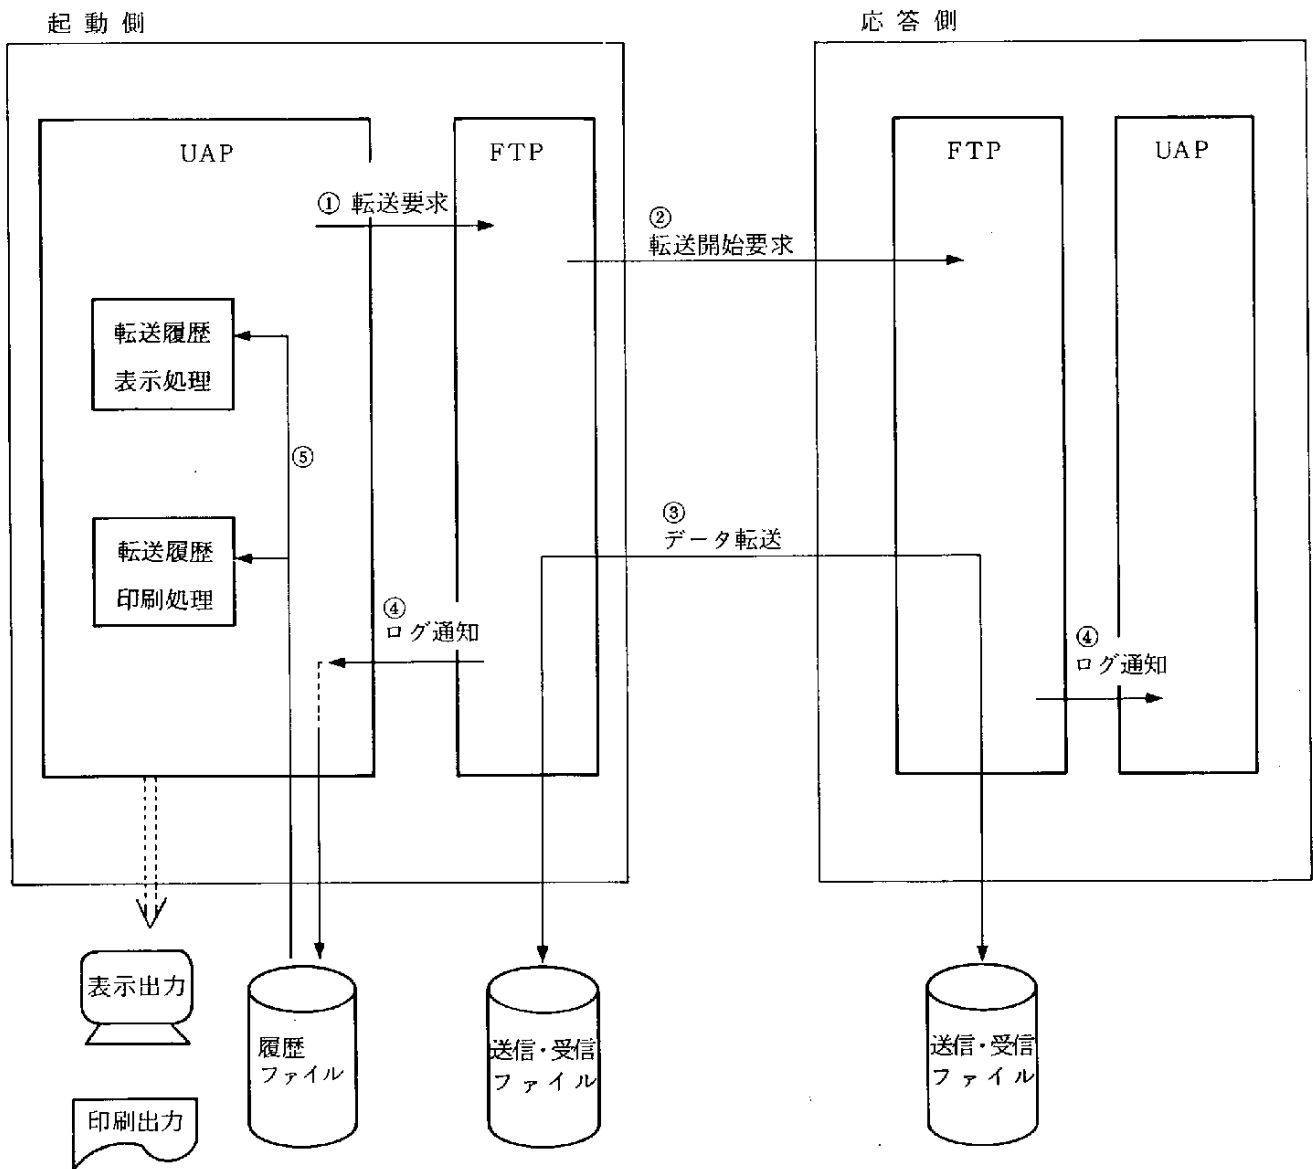 起動側
応答側
UAP
FTP
FTP
UAP
① 転送要求
②
転送開始要求
転送履歴
表示処理
⑤
③
データ転送
転送履歴
印刷処理
④
ログ通知
④
ログ通知
表示出力
履歴
ファイル
送信・受信
ファイル
送信・受信
ファイル
印刷出力